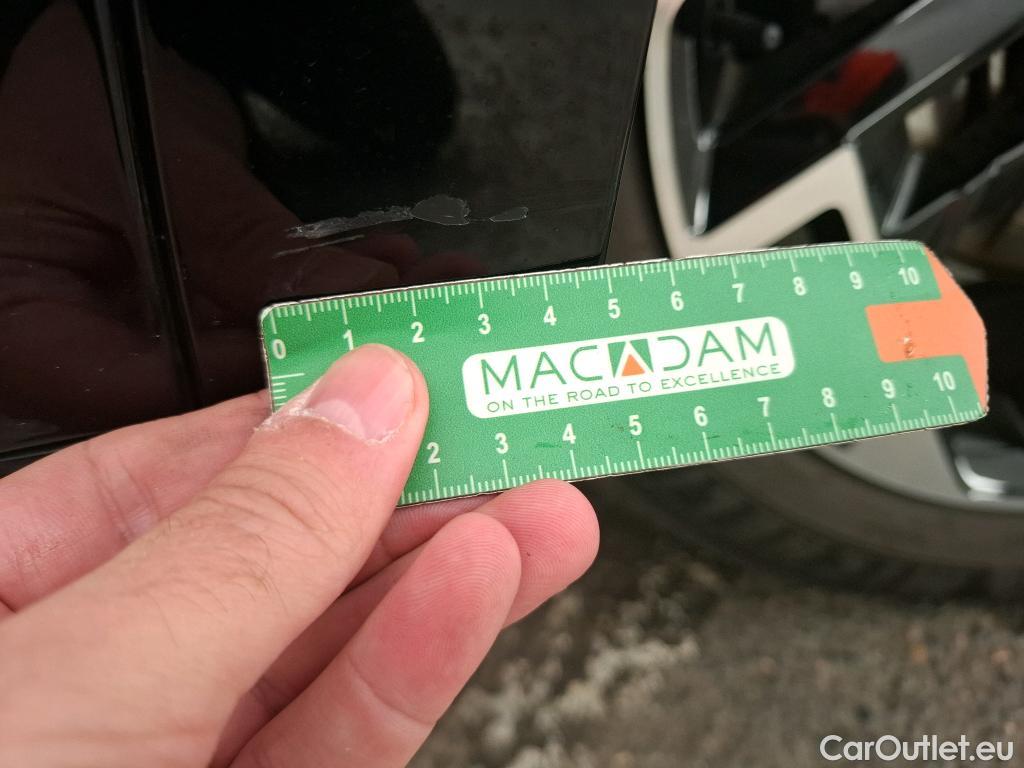 0 1 2 3 4 5 6 7 8 9 10
MACADAM
ON THE ROAD TO EXCELLENCE
2 3 4 5 6 7 8 9 10
CarOutlet.eu